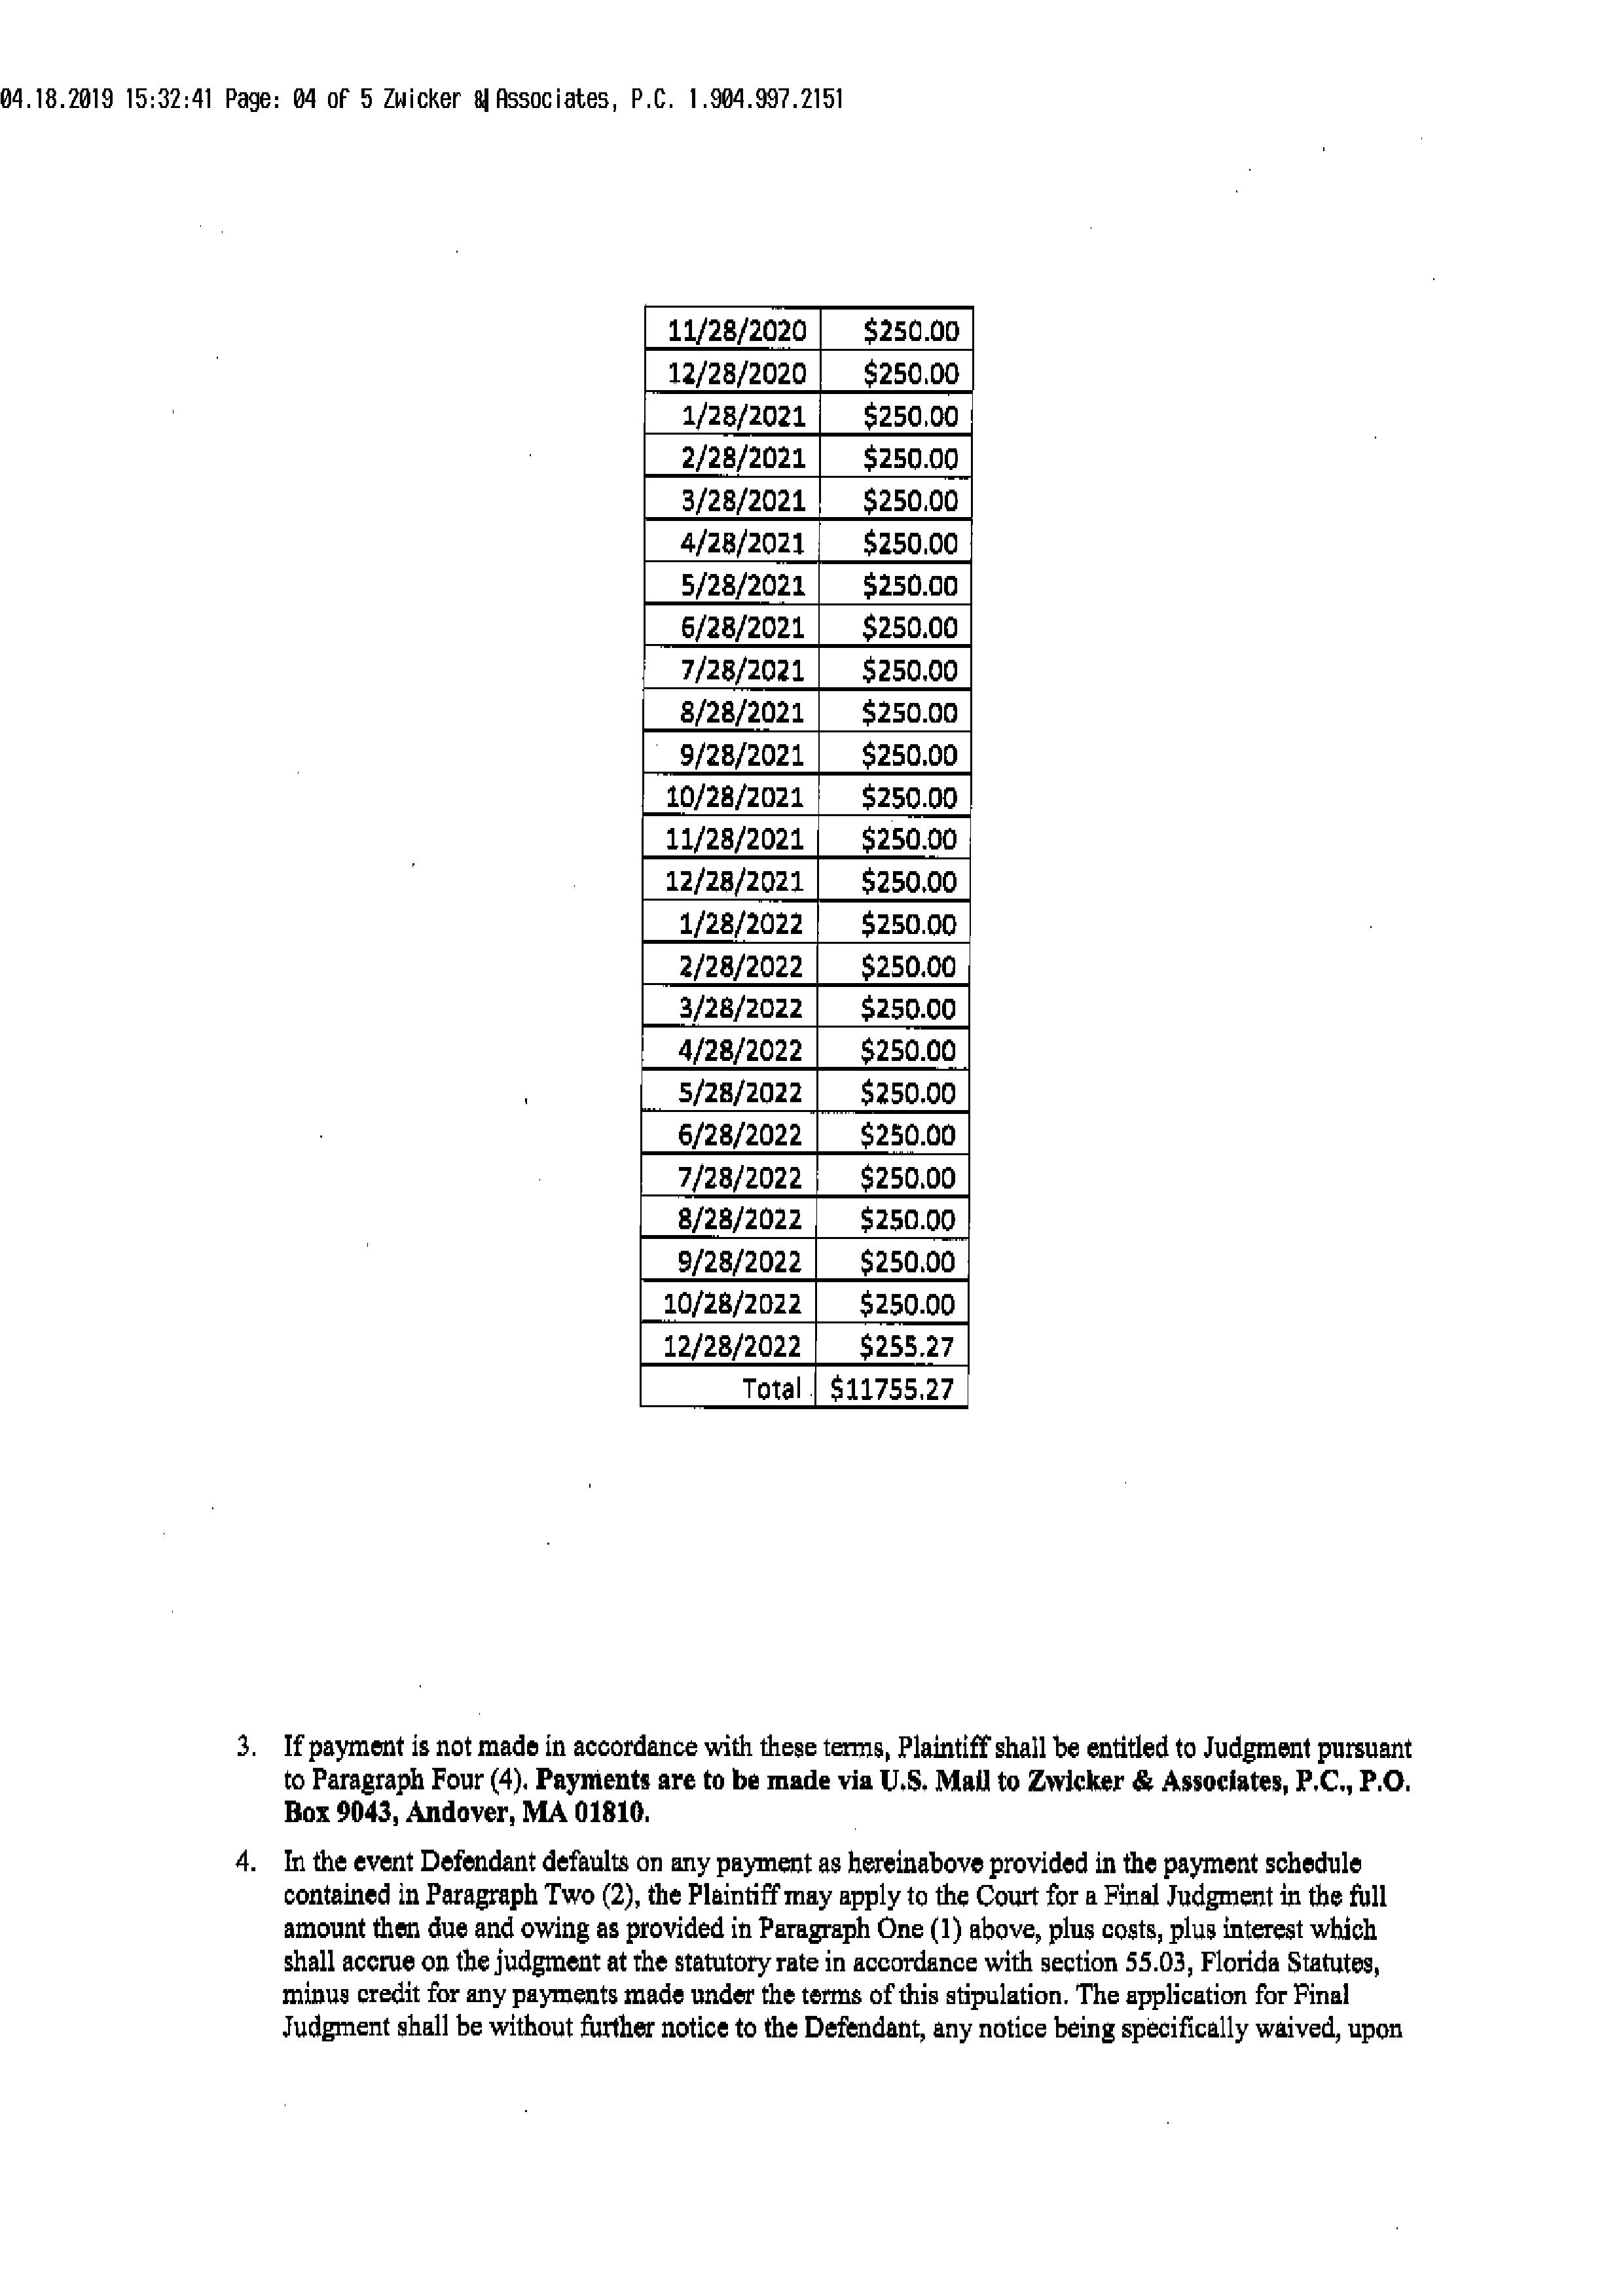 04.18.2019 15:32:41 Page: 04 of 5 Zwicker & Associates, P.C. 1.904.997.2151
11/28/2020 $250.00
12/28/2020 $250.00
1/28/2021 $250.00
2/28/2021 $250.00
3/28/2021 $250.00
4/28/2021 $250.00
5/28/2021 $250.00
6/28/2021 $250.00
7/28/2021 $250.00
8/28/2021 $250.00
9/28/2021 $250.00
10/28/2021 $250.00
11/28/2021 $250.00
12/28/2021 $250.00
1/28/2022 $250.00
2/28/2022 $250.00
3/28/2022 $250.00
4/28/2022 $250.00
5/28/2022 $250.00
6/28/2022 $250.00
7/28/2022 $250.00
8/28/2022 $250.00
9/28/2022 $250.00
10/28/2022 $250.00
12/28/2022 $255.27
Total $11755.27
3. If payment is not made in accordance with these terms, Plaintiff shall be entitled to Judgment pursuant
to Paragraph Four (4). Payments are to be made via U.S. Mail to Zwicker & Associates, P.C., P.O.
Box 9043, Andover, MA 01810.
4. In the event Defendant defaults on any payment as hereinabove provided in the payment schedule
contained in Paragraph Two (2), the Plaintiff may apply to the Court for a Final Judgment in the full
amount then due and owing as provided in Paragraph One (1) above, plus costs, plus interest which
shall accrue on the judgment at the statutory rate in accordance with section 55.03, Florida Statutes,
minus credit for any payments made under the terms of this stipulation. The application for Final
Judgment shall be without further notice to the Defendant, any notice being specifically waived, upon